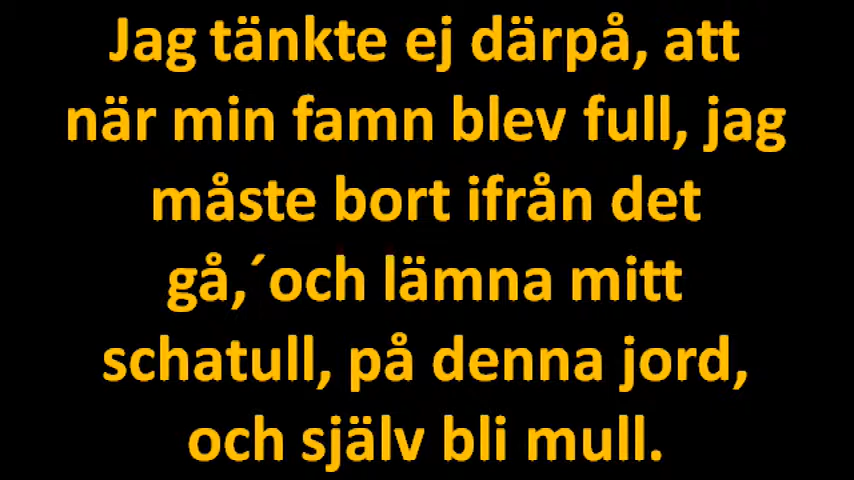 Jag tänkte ej därpå, att
när min famn blev full, jag
måste bort ifrån det
gå,´och lämna mitt
schatull, på denna jord,
och själv bli mull.